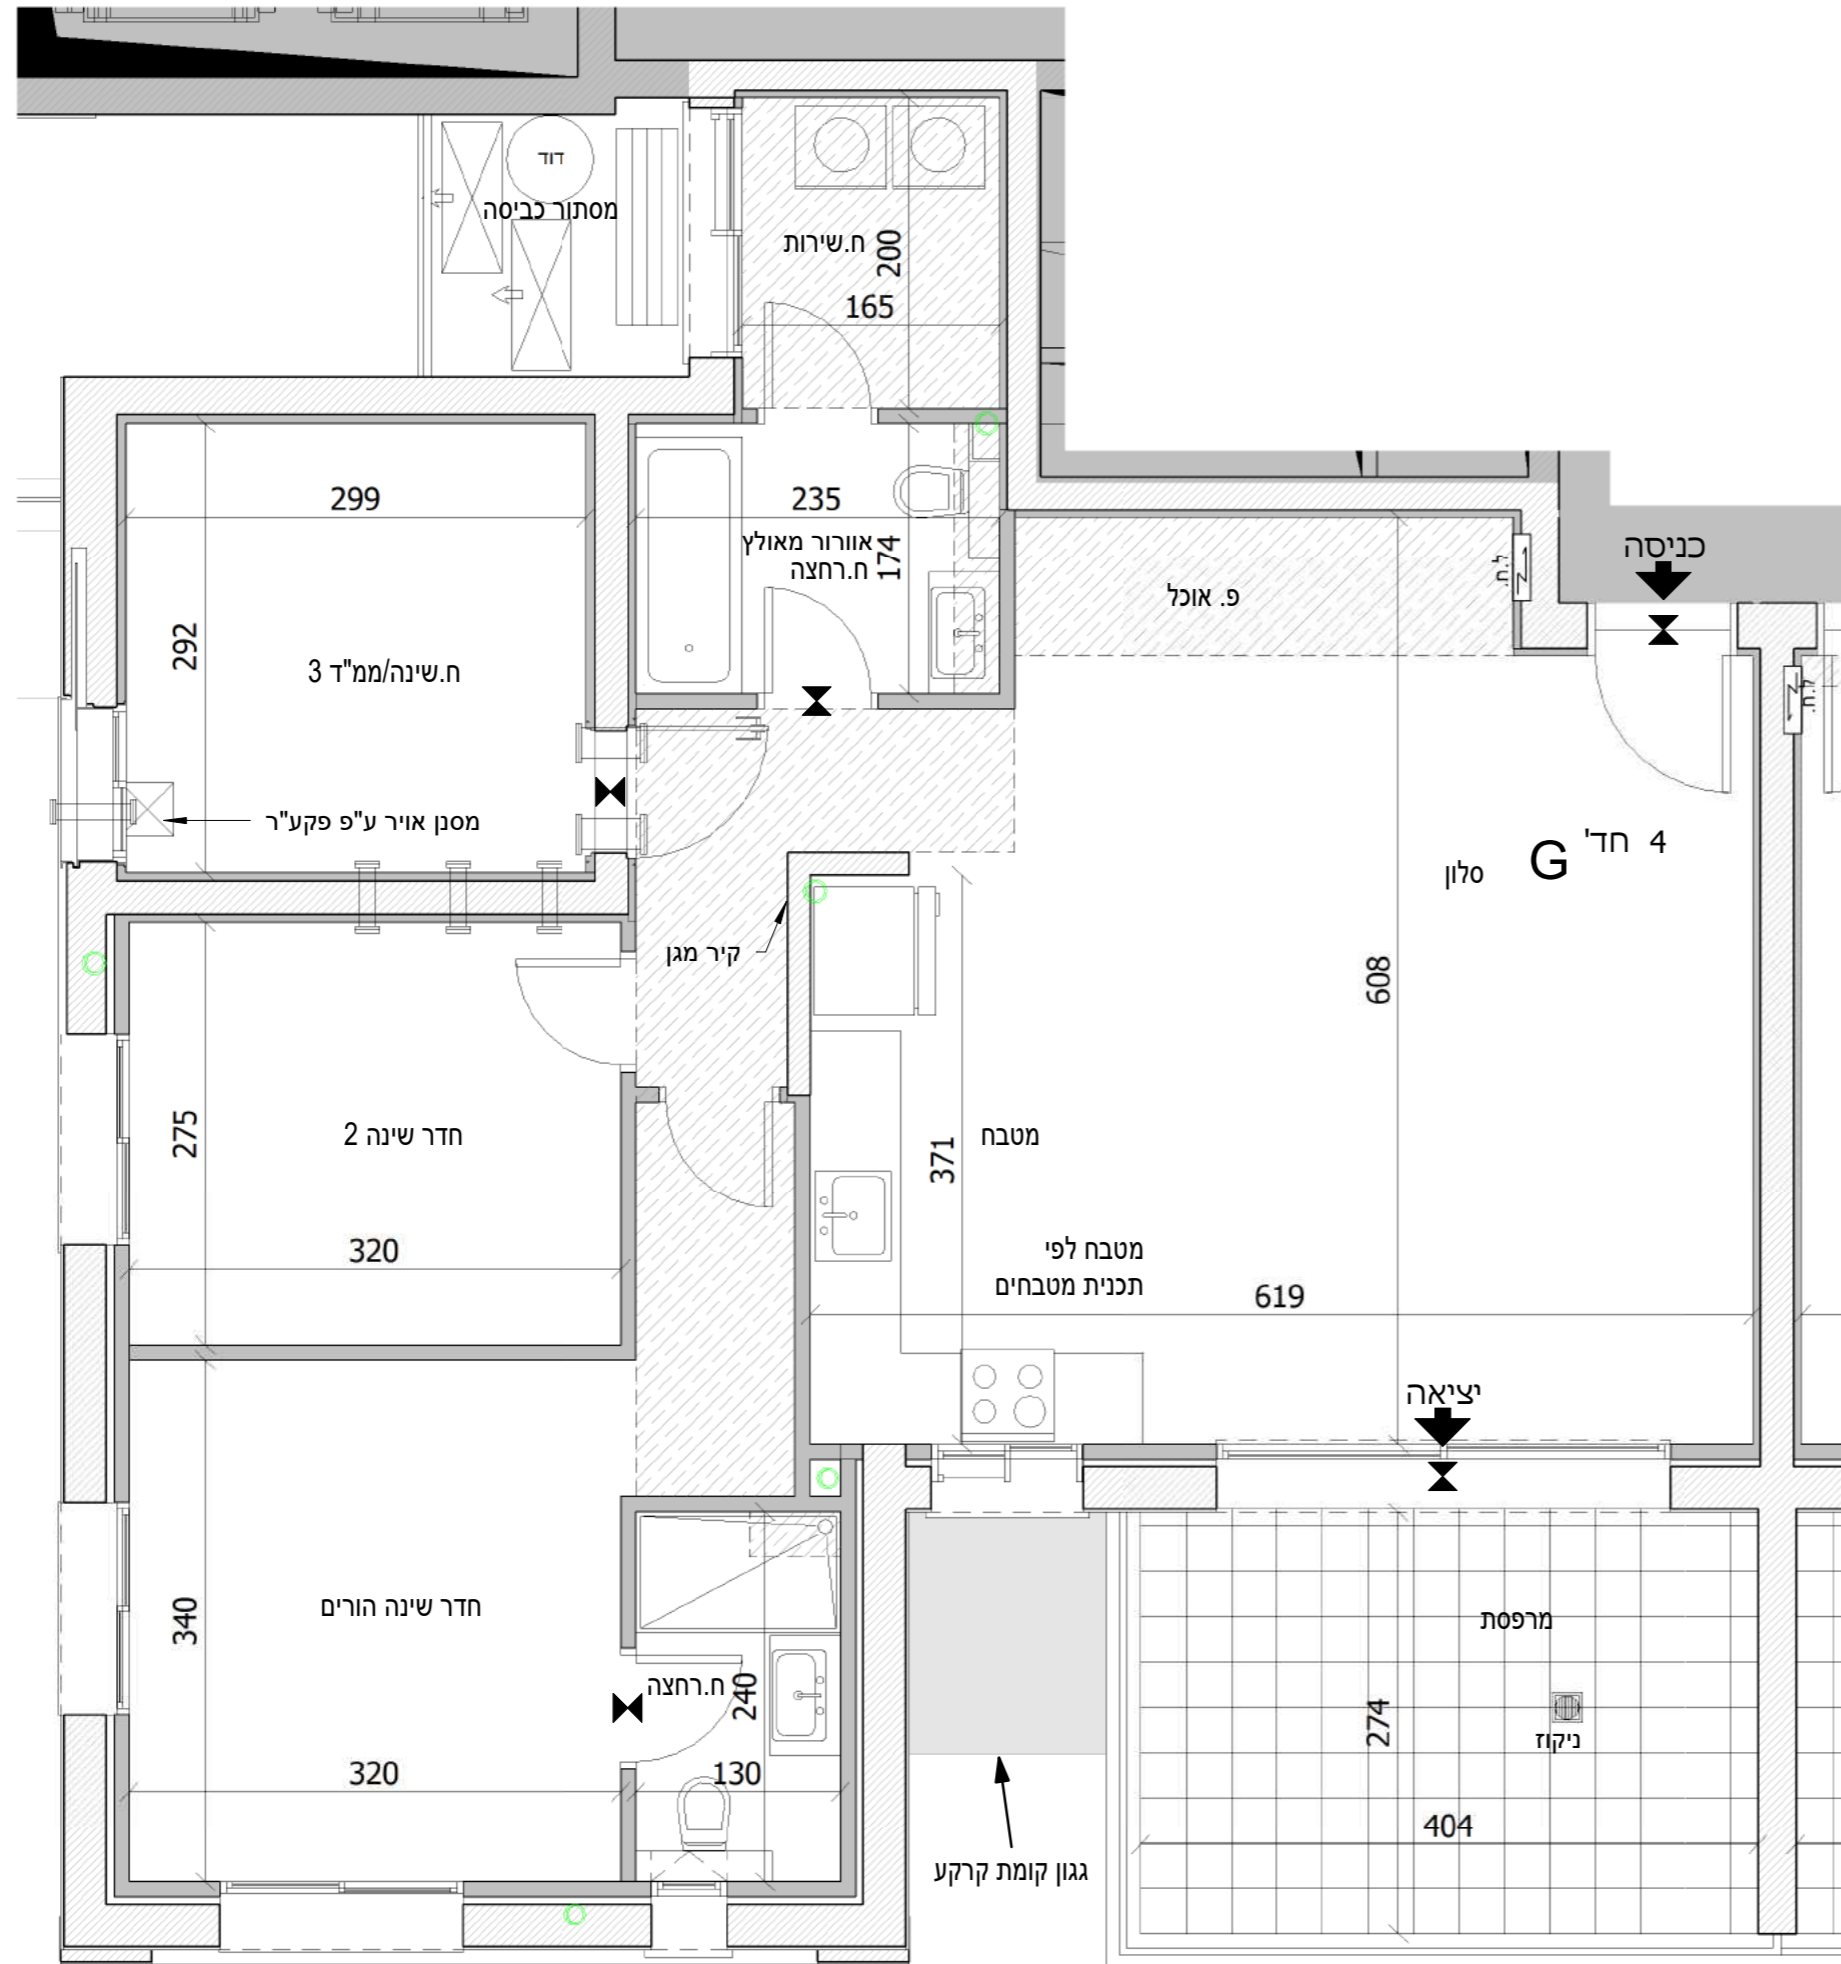 דוד
מסתור כביסה
ח.שירות
200
165
299
292
ח.שינה/ממ"ד 3
מסנן אויר ע"פ פקע"ר
235
אוורור מאולץ
ח.רחצה
174
פ. אוכל
ל.ח.
כניסה
ל.ח.
4 חד'
G
סלון
608
קיר מגן
371
מטבח
מטבח לפי
תכנית מטבחים
619
275
חדר שינה 2
320
יציאה
340
חדר שינה הורים
320
ח.רחצה
240
130
גגון קומת קרקע
מרפסת
274
ניקוז
404